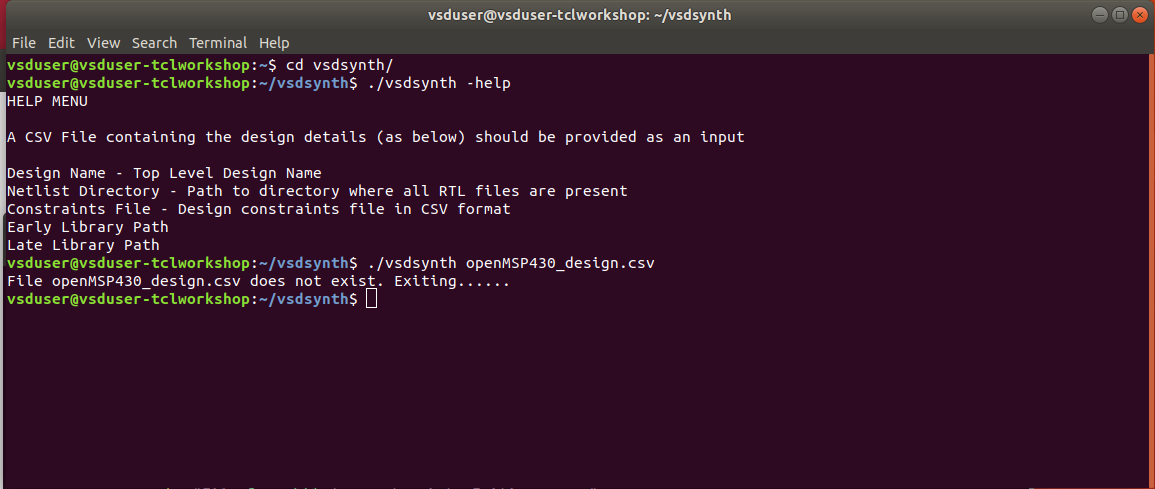 vsduser@vsduser-tclworkshop: ~/vsdsynth
File Edit View Search Terminal Help
vsduser@vsduser-tclworkshop:~$ cd vsdsynth/
vsduser@vsduser-tclworkshop:~/vsdsynth$ ./vsdsynth -help
HELP MENU
A CSV File containing the design details (as below) should be provided as an input
Design Name - Top Level Design Name
Netlist Directory - Path to directory where all RTL files are present
Constraints File - Design constraints file in CSV format
Early Library Path
Late Library Path
vsduser@vsduser-tclworkshop:~/vsdsynth$ ./vsdsynth openMSP430_design.csv
File openMSP430_design.csv does not exist. Exiting......
vsduser@vsduser-tclworkshop:~/vsdsynth$